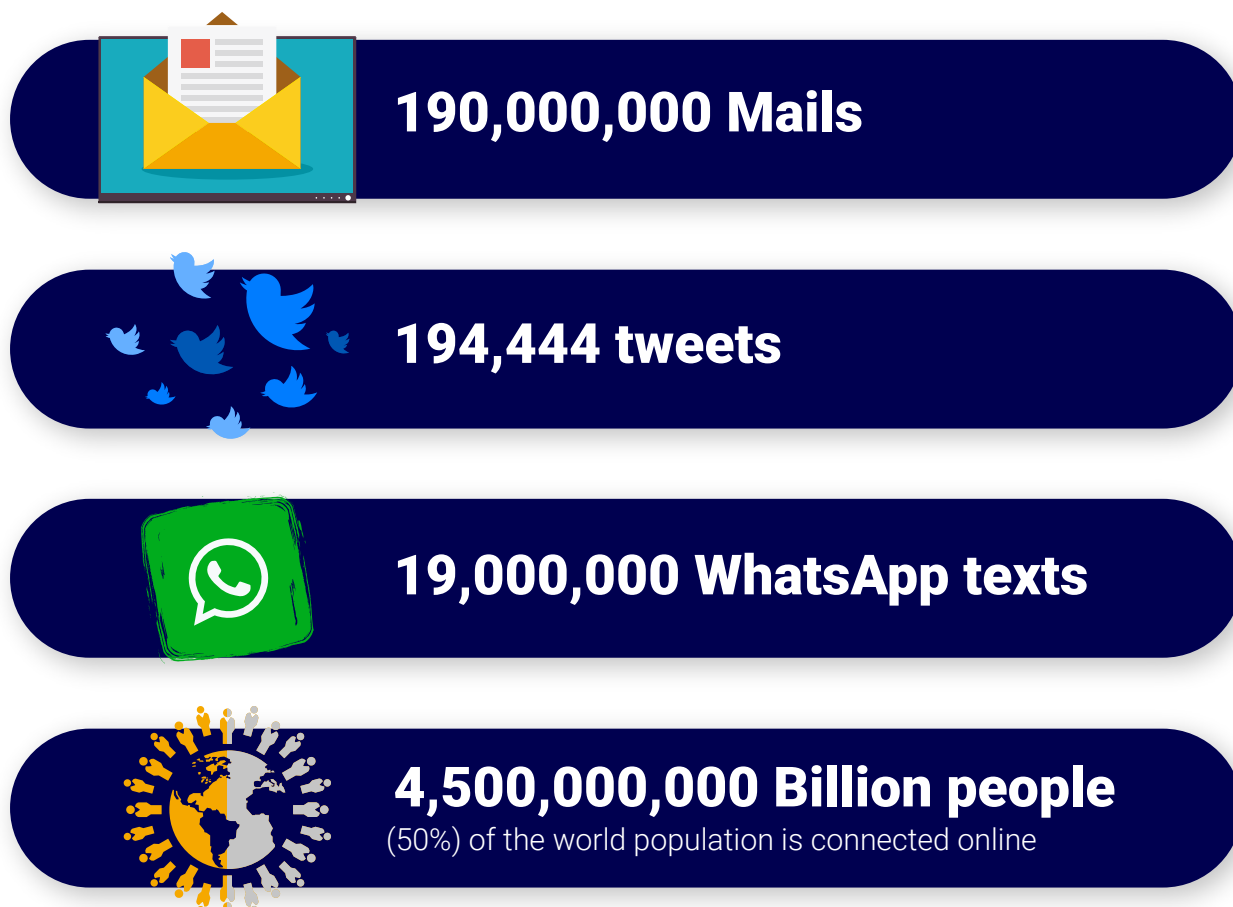 190,000,000 Mails
194,444 tweets
19,000,000 WhatsApp texts
4,500,000,000 Billion people
(50%) of the world population is connected online